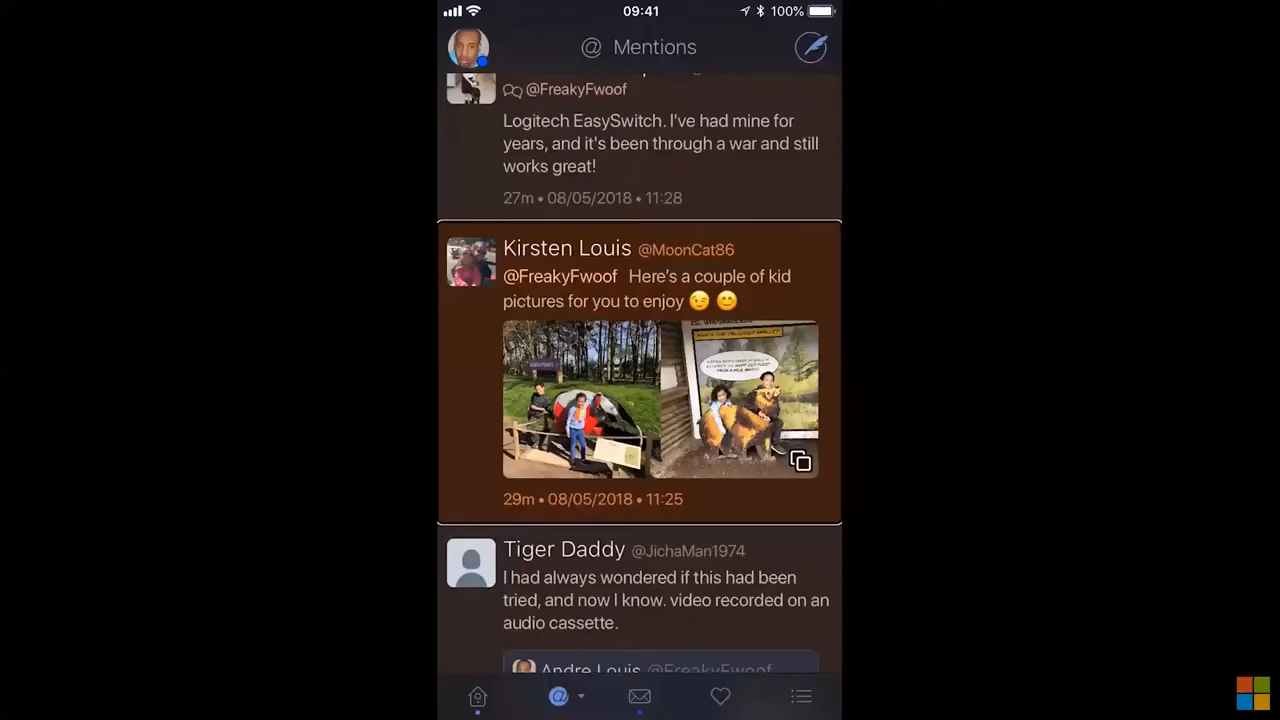 09:41
100%
@ Mentions
@FreakyFwoof
Logitech EasySwitch. I've had mine for
years, and it's been through a war and still
works great!
27m • 08/05/2018 • 11:28
Kirsten Louis @MoonCat86
@FreakyFwoof Here's a couple of kid
pictures for you to enjoy 😉 😊
29m • 08/05/2018 • 11:25
Tiger Daddy @JichaMan1974
I had always wondered if this had been
tried, and now I know. video recorded on an
audio cassette.
Andre Louis @FreakyFwoof